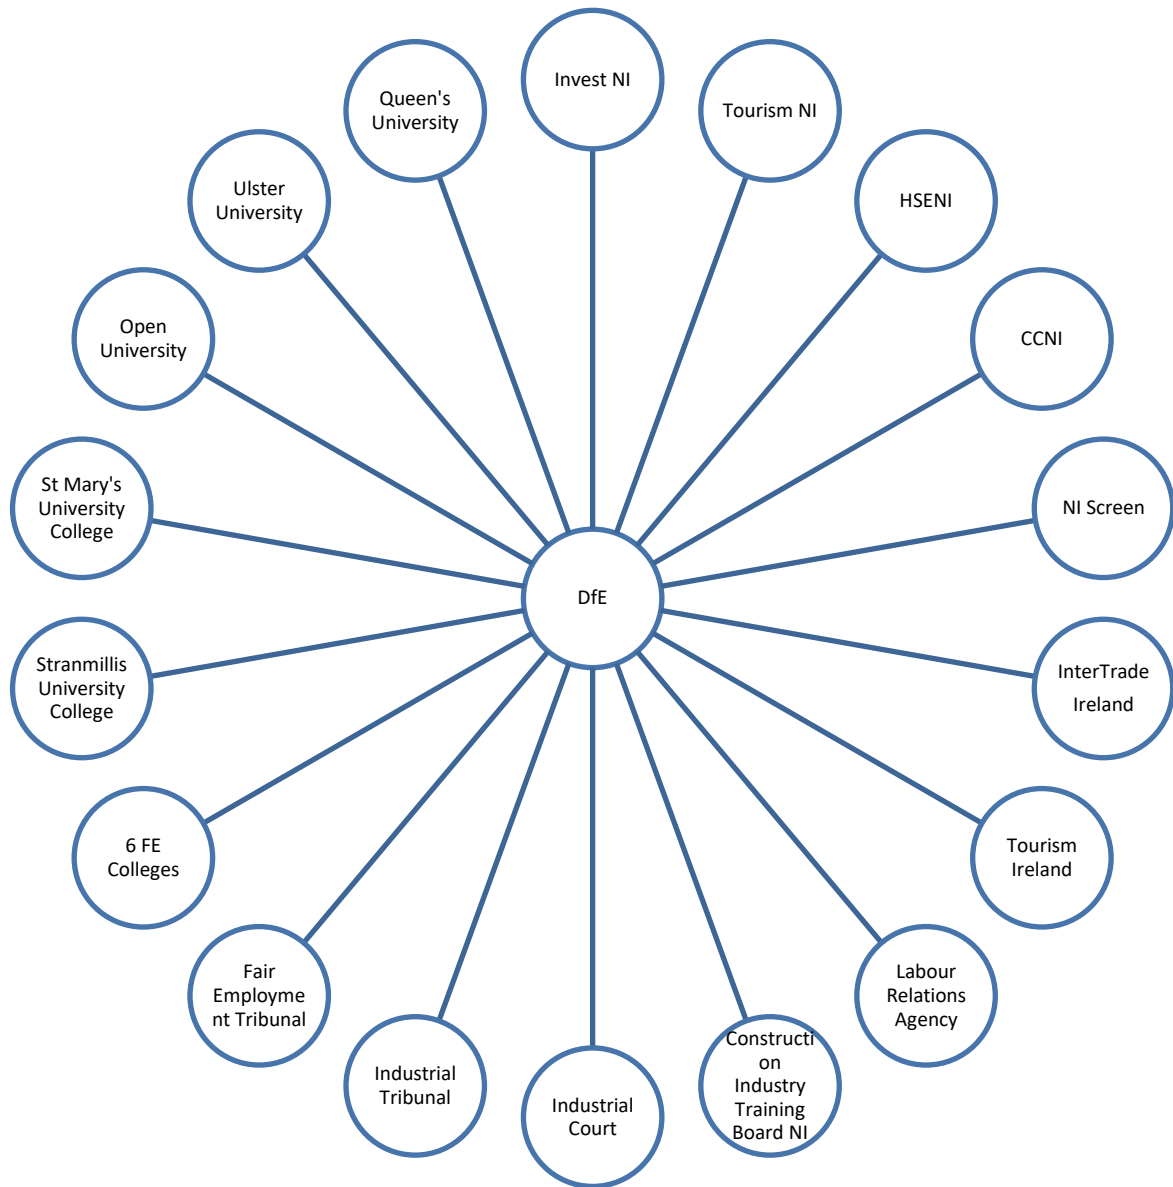 Invest NI
Tourism NI
HSENI
CCNI
NI Screen
InterTrade
Ireland
Tourism
Ireland
Labour
Relations
Agency
Constructi
on
Industry
Training
Board NI
Industrial
Court
Industrial
Tribunal
Fair
Employme
nt Tribunal
6 FE
Colleges
Stranmillis
University
College
St Mary's
University
College
Open
University
Ulster
University
Queen's
University
DfE